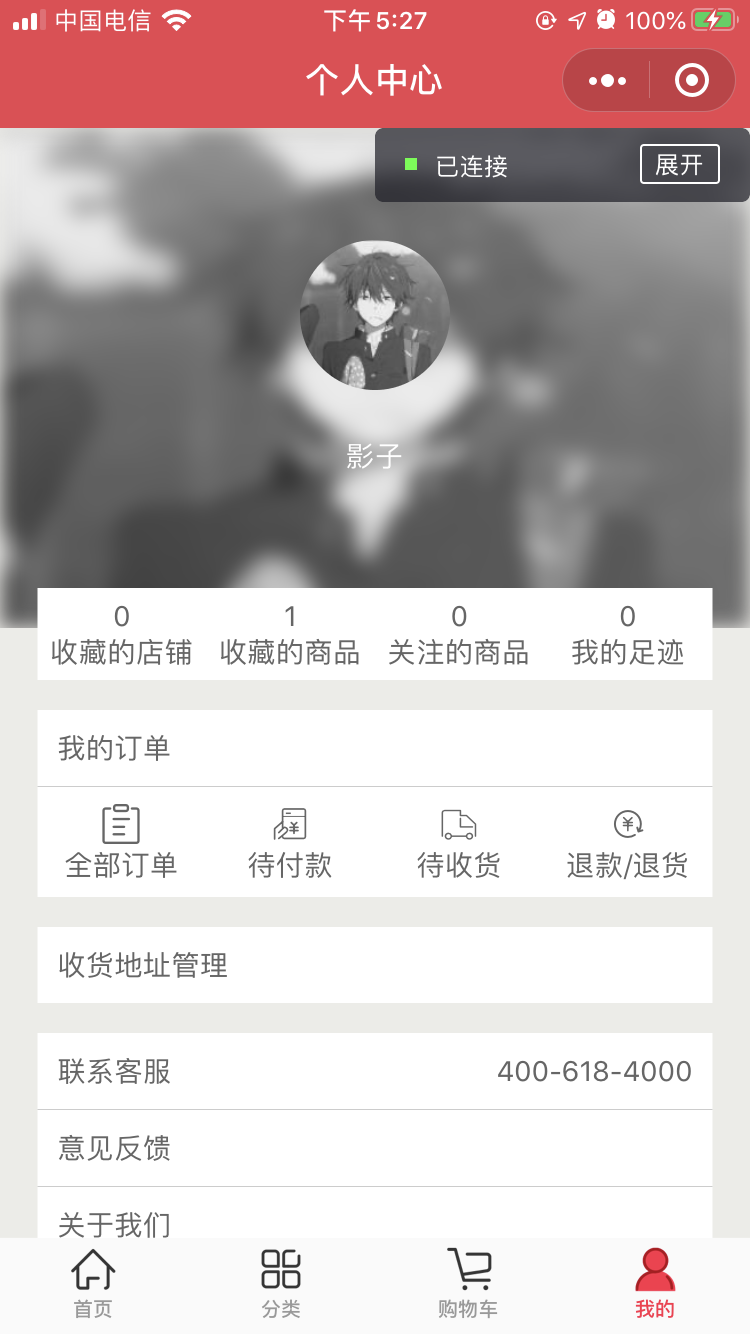 中国电信 下午5:27 100%
个人中心
已连接 展开
影子
0 1 0 0
收藏的店铺 收藏的商品 关注的商品 我的足迹
我的订单
全部订单 待付款 待收货 退款/退货
收货地址管理
联系客服 400-618-4000
意见反馈
关于我们
首页 分类 购物车 我的